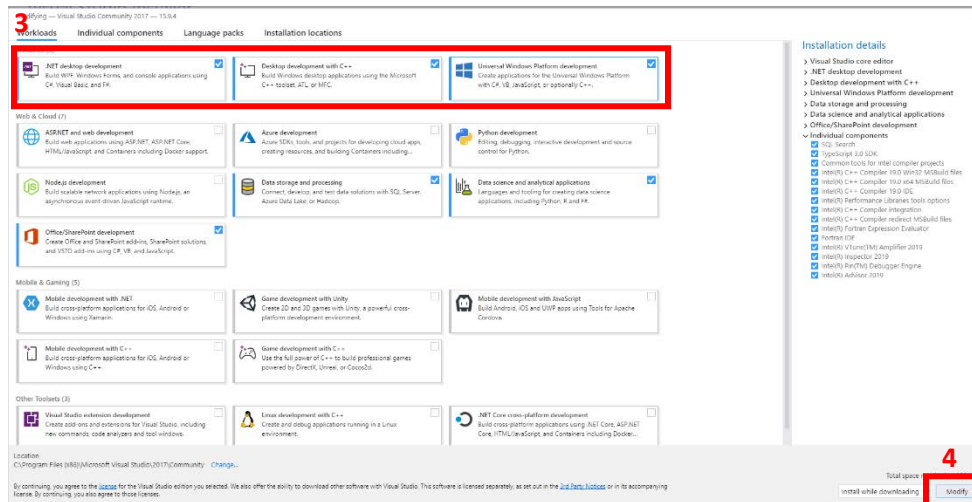 3
difying — Visual Studio Community 2017 — 15.9.4
Workloads Individual components Language packs Installation locations
.NET desktop development
Build WPF, Windows Forms, and console applications using
C#, Visual Basic, and F#.
Desktop development with C++
Build Windows desktop applications using the Microsoft
C++ toolset, ATL, or MFC.
Universal Windows Platform development
Create applications for the Universal Windows Platform
with C#, VB, JavaScript, or optionally C++.
Web & Cloud (7)
ASP.NET and web development
Build web applications using ASP.NET, ASP.NET Core,
HTML/JavaScript, and Containers including Docker support.
Azure development
Azure SDKs, tools, and projects for developing cloud apps,
creating resources, and building Containers including...
Python development
Editing, debugging, interactive development and source
control for Python.
Node.js development
Build scalable network applications using Node.js, an
asynchronous event-driven JavaScript runtime.
Data storage and processing
Connect, develop, and test data solutions with SQL Server,
Azure Data Lake, or Hadoop.
Data science and analytical applications
Languages and tooling for creating data science
applications, including Python, R and F#.
Office/SharePoint development
Create Office and SharePoint add-ins, SharePoint solutions,
and VSTO add-ins using C#, VB, and JavaScript.
Mobile & Gaming (5)
Mobile development with .NET
Build cross-platform applications for iOS, Android or
Windows using Xamarin.
Game development with Unity
Create 2D and 3D games with Unity, a powerful cross-
platform development environment.
Mobile development with JavaScript
Build Android, iOS and UWP apps using Tools for Apache
Cordova.
Mobile development with C++
Build cross-platform applications for iOS, Android or
Windows using C++
Game development with C++
Use the full power of C++ to build professional games
powered by DirectX, Unreal, or Cocos2d.
Other Toolsets (3)
Visual Studio extension development
Create add-ons and extensions for Visual Studio, including
new commands, code analyzers and tool windows.
Linux development with C++
Create and debug applications running in a Linux
environment.
.NET Core cross-platform development
Build cross-platform applications using .NET Core, ASP.NET
Core, HTML/JavaScript, and Containers including Docker...
Installation details
> Visual Studio core editor
> .NET desktop development
> Desktop development with C++
> Universal Windows Platform development
> Data storage and processing
> Data science and analytical applications
> Office/SharePoint development
Individual components
SQL Search
TypeScript 3.0 SDK
Common tools for Intel compiler projects
Intel(R) C++ Compiler 19.0 Win32 MSBuild files
Intel(R) C++ Compiler 19.0 x64 MSBuild files
Intel(R) C++ Compiler 19.0 IDE
Intel(R) Performance Libraries tools options
Intel(R) C++ Compiler integration
Intel(R) C++ Compiler redirect MSBuild files
Intel(R) Fortran Expression Evaluator
Fortran IDE
Intel(R) VTune(TM) Amplifier 2019
Intel(R) Inspector 2019
Intel(R) Pin(TM) Debugger Engine
Intel(R) Advisor 2019
Location
C:\Program Files (x86)\Microsoft Visual Studio\2017\Community Change...
By continuing, you agree to the license for the Visual Studio edition you selected. We also offer the ability to download other software with Visual Studio. This software is licensed separately, as set out in the 3rd Party Notices or in its accompanying
license. By continuing, you also agree to those licenses.
4
Total space
Install while downloading Modify